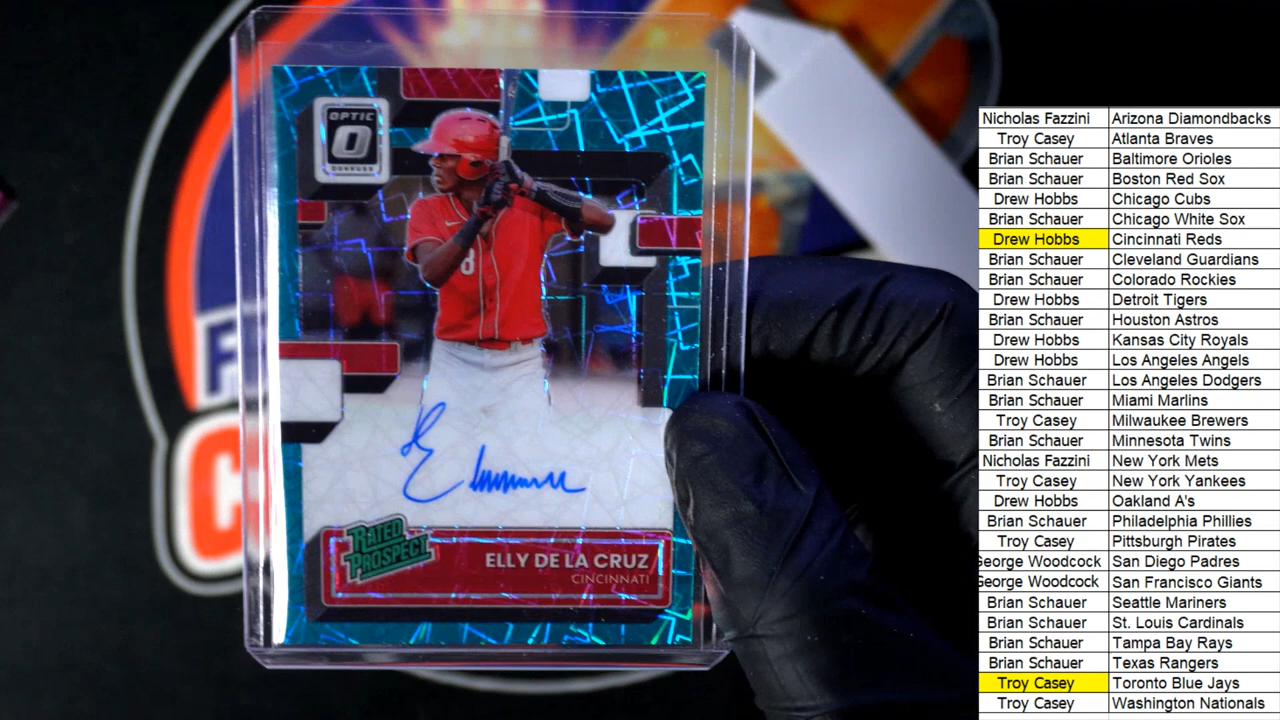 OPTIC
O
DONRUSS
8
RATED
PROSPECT
ELLY DE LA CRUZ
CINCINNATI
F
C
Nicholas Fazzini Arizona Diamondbacks
Troy Casey Atlanta Braves
Brian Schauer Baltimore Orioles
Brian Schauer Boston Red Sox
Drew Hobbs Chicago Cubs
Brian Schauer Chicago White Sox
Drew Hobbs Cincinnati Reds
Brian Schauer Cleveland Guardians
Brian Schauer Colorado Rockies
Drew Hobbs Detroit Tigers
Brian Schauer Houston Astros
Drew Hobbs Kansas City Royals
Drew Hobbs Los Angeles Angels
Brian Schauer Los Angeles Dodgers
Brian Schauer Miami Marlins
Troy Casey Milwaukee Brewers
Brian Schauer Minnesota Twins
Nicholas Fazzini New York Mets
Troy Casey New York Yankees
Drew Hobbs Oakland A's
Brian Schauer Philadelphia Phillies
Troy Casey Pittsburgh Pirates
George Woodcock San Diego Padres
George Woodcock San Francisco Giants
Brian Schauer Seattle Mariners
Brian Schauer St. Louis Cardinals
Brian Schauer Tampa Bay Rays
Brian Schauer Texas Rangers
Troy Casey Toronto Blue Jays
Troy Casey Washington Nationals